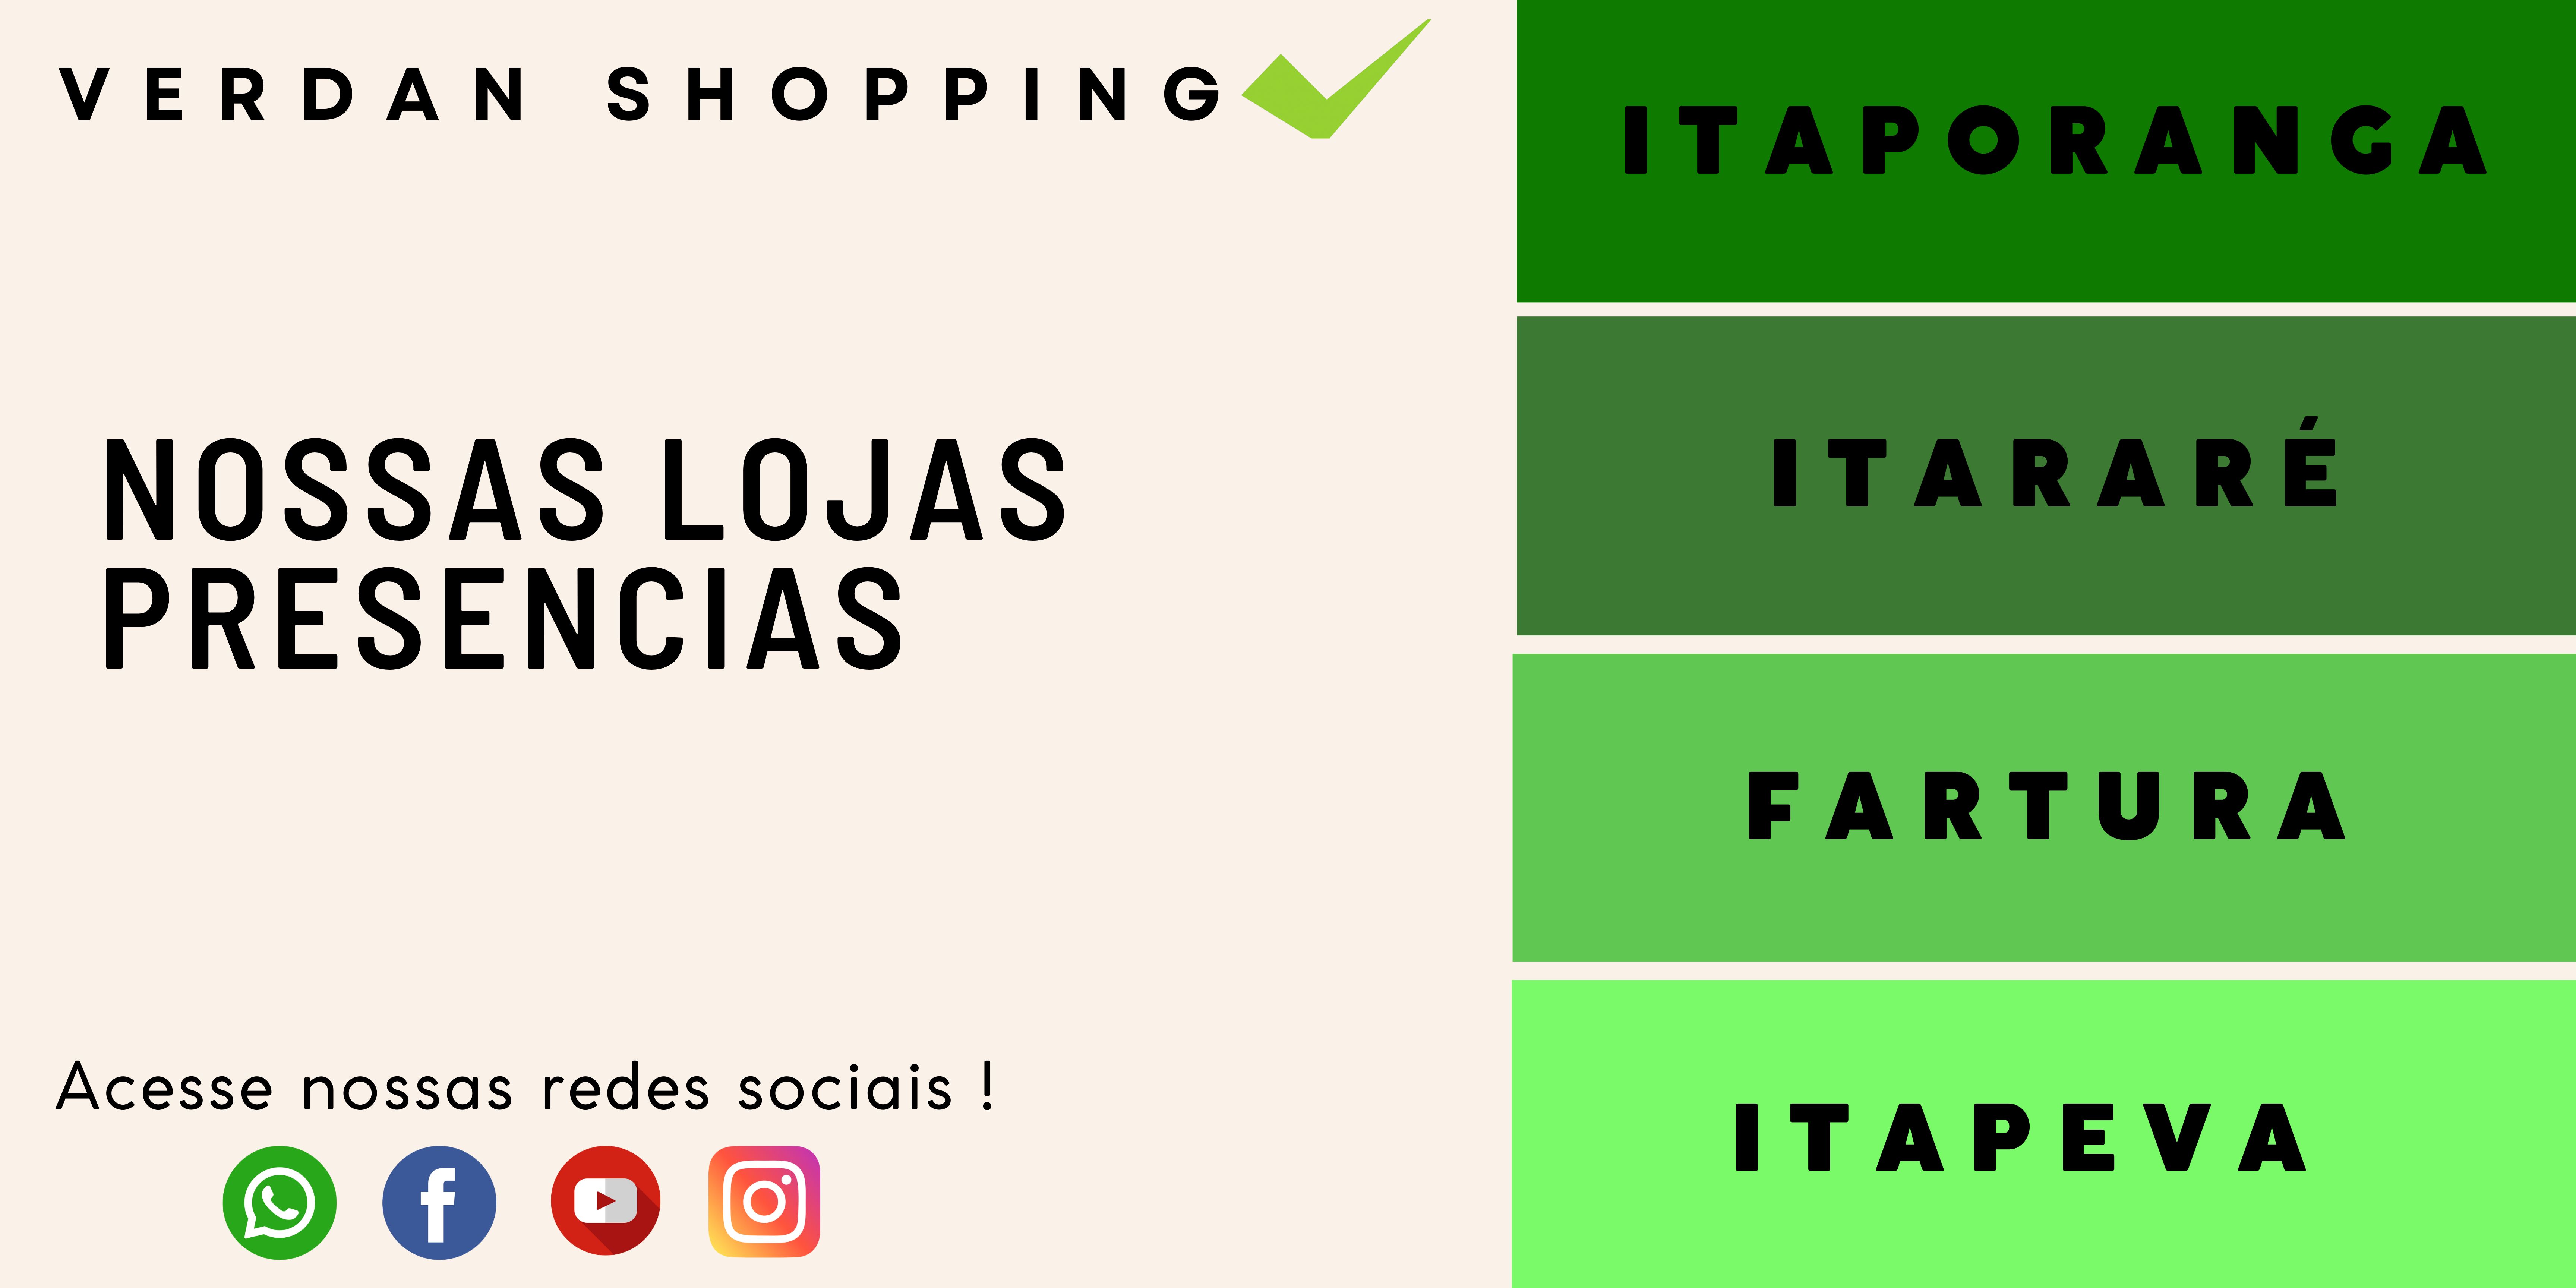 VERDAN SHOPPING
NOSSAS LOJAS
PRESENCIAS
Acesse nossas redes sociais !
ITAPORANGA
ITARARÉ
FARTURA
ITAPEVA